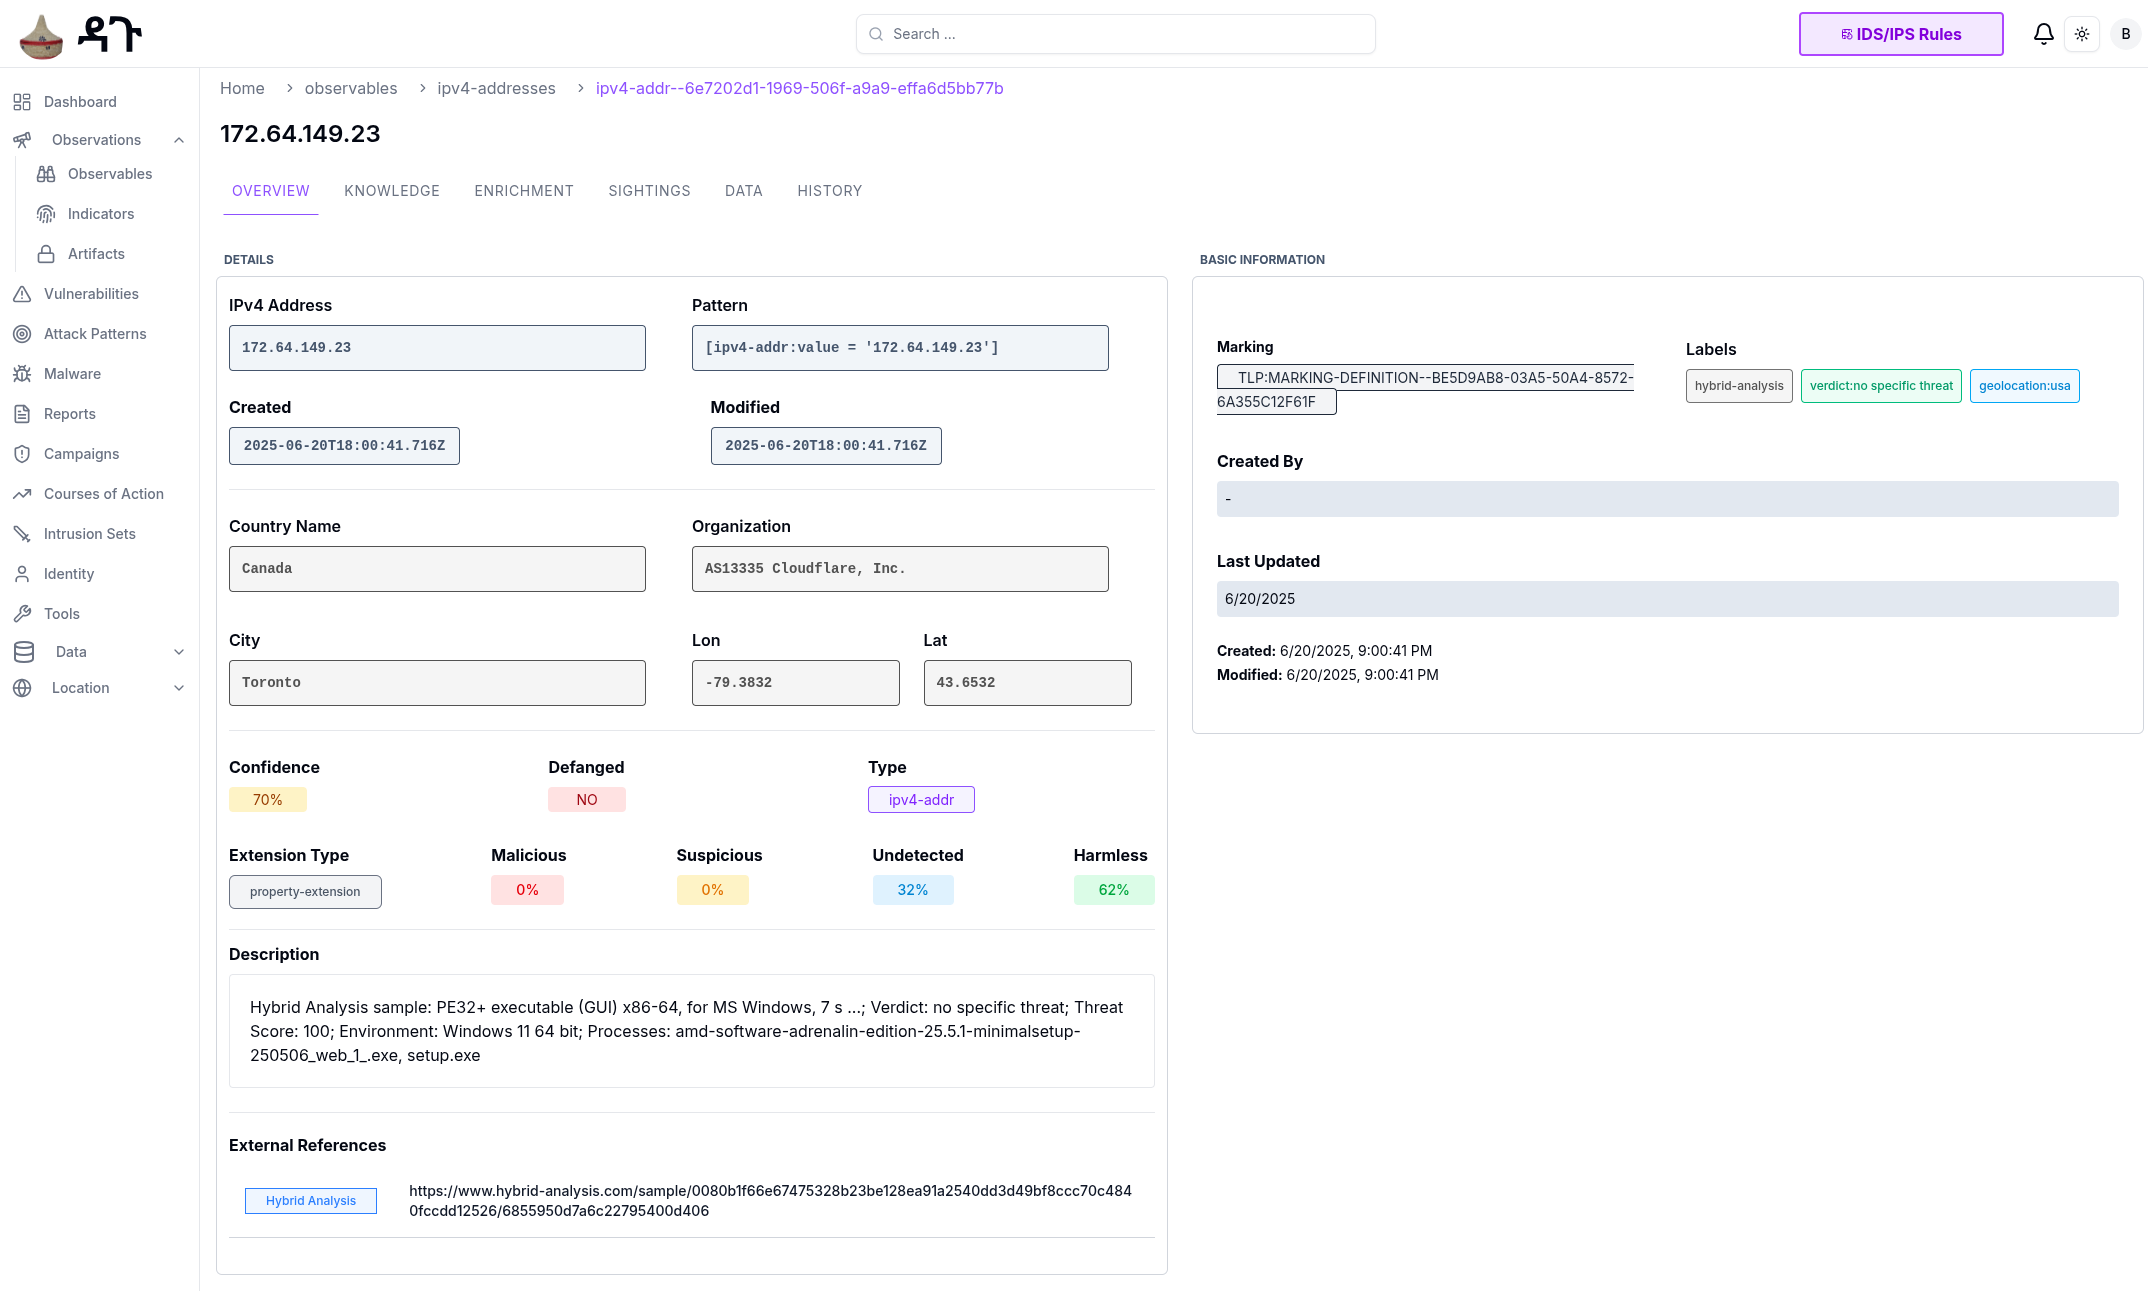 ዳጉ
Search ...
IDS/IPS Rules
B
Dashboard
Observations
Observables
Indicators
Artifacts
Vulnerabilities
Attack Patterns
Malware
Reports
Campaigns
Courses of Action
Intrusion Sets
Identity
Tools
Data
Location
Home > observables > ipv4-addresses > ipv4-addr--6e7202d1-1969-506f-a9a9-effa6d5bb77b
172.64.149.23
OVERVIEW KNOWLEDGE ENRICHMENT SIGHTINGS DATA HISTORY
DETAILS
IPv4 Address Pattern
172.64.149.23 [ipv4-addr:value = '172.64.149.23']
Created Modified
2025-06-20T18:00:41.716Z 2025-06-20T18:00:41.716Z
Country Name Organization
Canada AS13335 Cloudflare, Inc.
City Lon Lat
Toronto -79.3832 43.6532
Confidence Defanged Type
70% NO ipv4-addr
Extension Type Malicious Suspicious Undetected Harmless
property-extension 0% 0% 32% 62%
Description
Hybrid Analysis sample: PE32+ executable (GUI) x86-64, for MS Windows, 7 s ...; Verdict: no specific threat; Threat
Score: 100; Environment: Windows 11 64 bit; Processes: amd-software-adrenalin-edition-25.5.1-minimalsetup-
250506_web_1_.exe, setup.exe
External References
Hybrid Analysis
https://www.hybrid-analysis.com/sample/0080b1f66e67475328b23be128ea91a2540dd3d49bf8ccc70c484
0fccdd12526/6855950d7a6c22795400d406
BASIC INFORMATION
Marking
TLP:MARKING-DEFINITION--BE5D9AB8-03A5-50A4-8572-
6A355C12F61F
Labels
hybrid-analysis verdict:no specific threat geolocation:usa
Created By
-
Last Updated
6/20/2025
Created: 6/20/2025, 9:00:41 PM
Modified: 6/20/2025, 9:00:41 PM